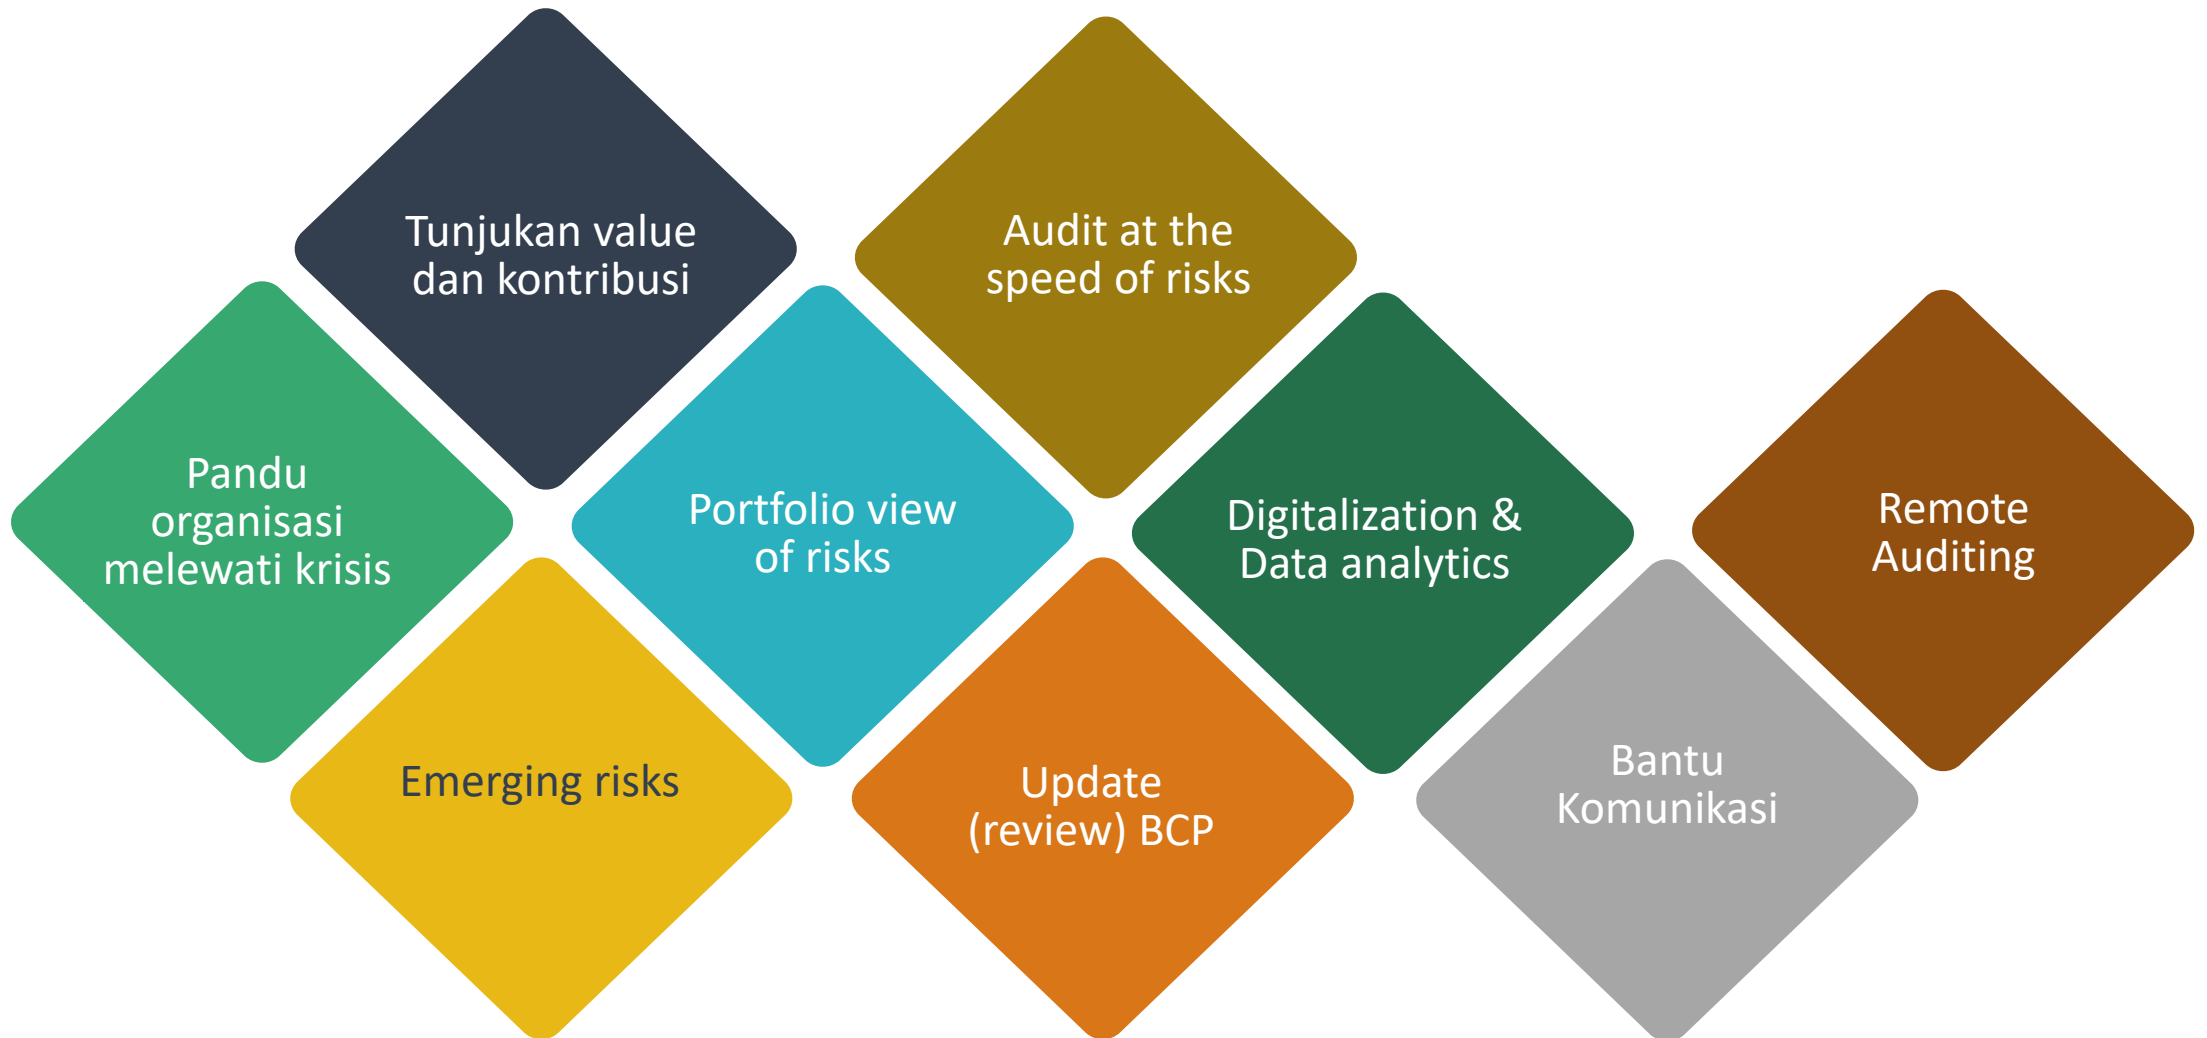 Tunjukan value
dan kontribusi
Audit at the
speed of risks
Pandu
organisasi
melewati krisis
Portfolio view
of risks
Digitalization &
Data analytics
Remote
Auditing
Emerging risks
Update
(review) BCP
Bantu
Komunikasi